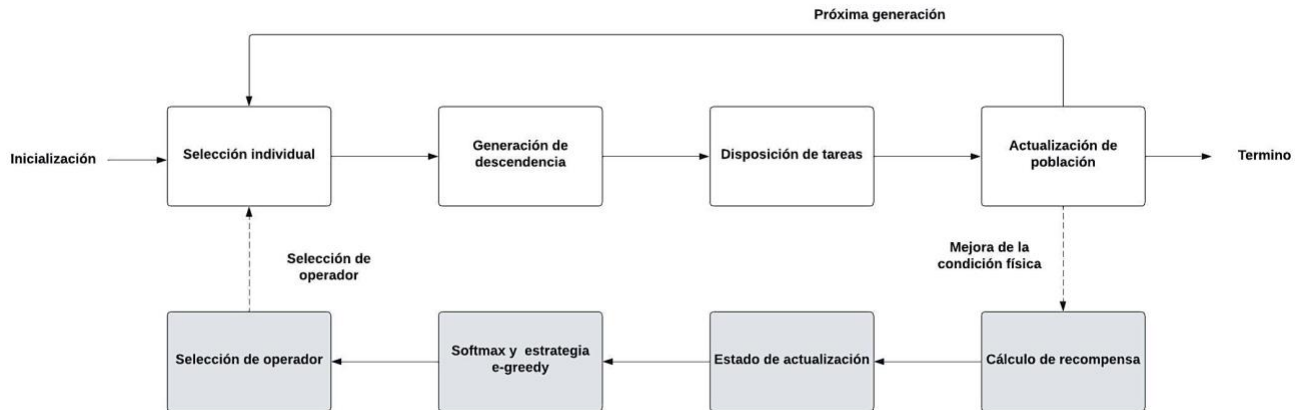 Próxima generación
Inicialización
Selección individual
Generación de
descendencia
Disposición de tareas
Actualización de
población
Termino
Selección de
operador
Mejora de la
condición física
Selección de operador
Softmax y estrategia
e-greedy
Estado de actualización
Cálculo de recompensa